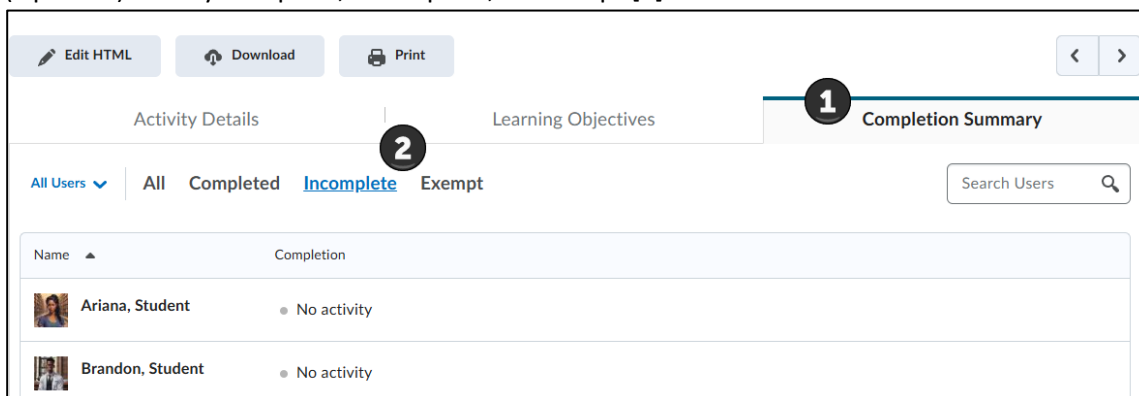 Edit HTML Download Print
1
Activity Details Learning Objectives Completion Summary
2
All Users All Completed Incomplete Exempt Search Users
Name Completion
Ariana, Student No activity
Brandon, Student No activity